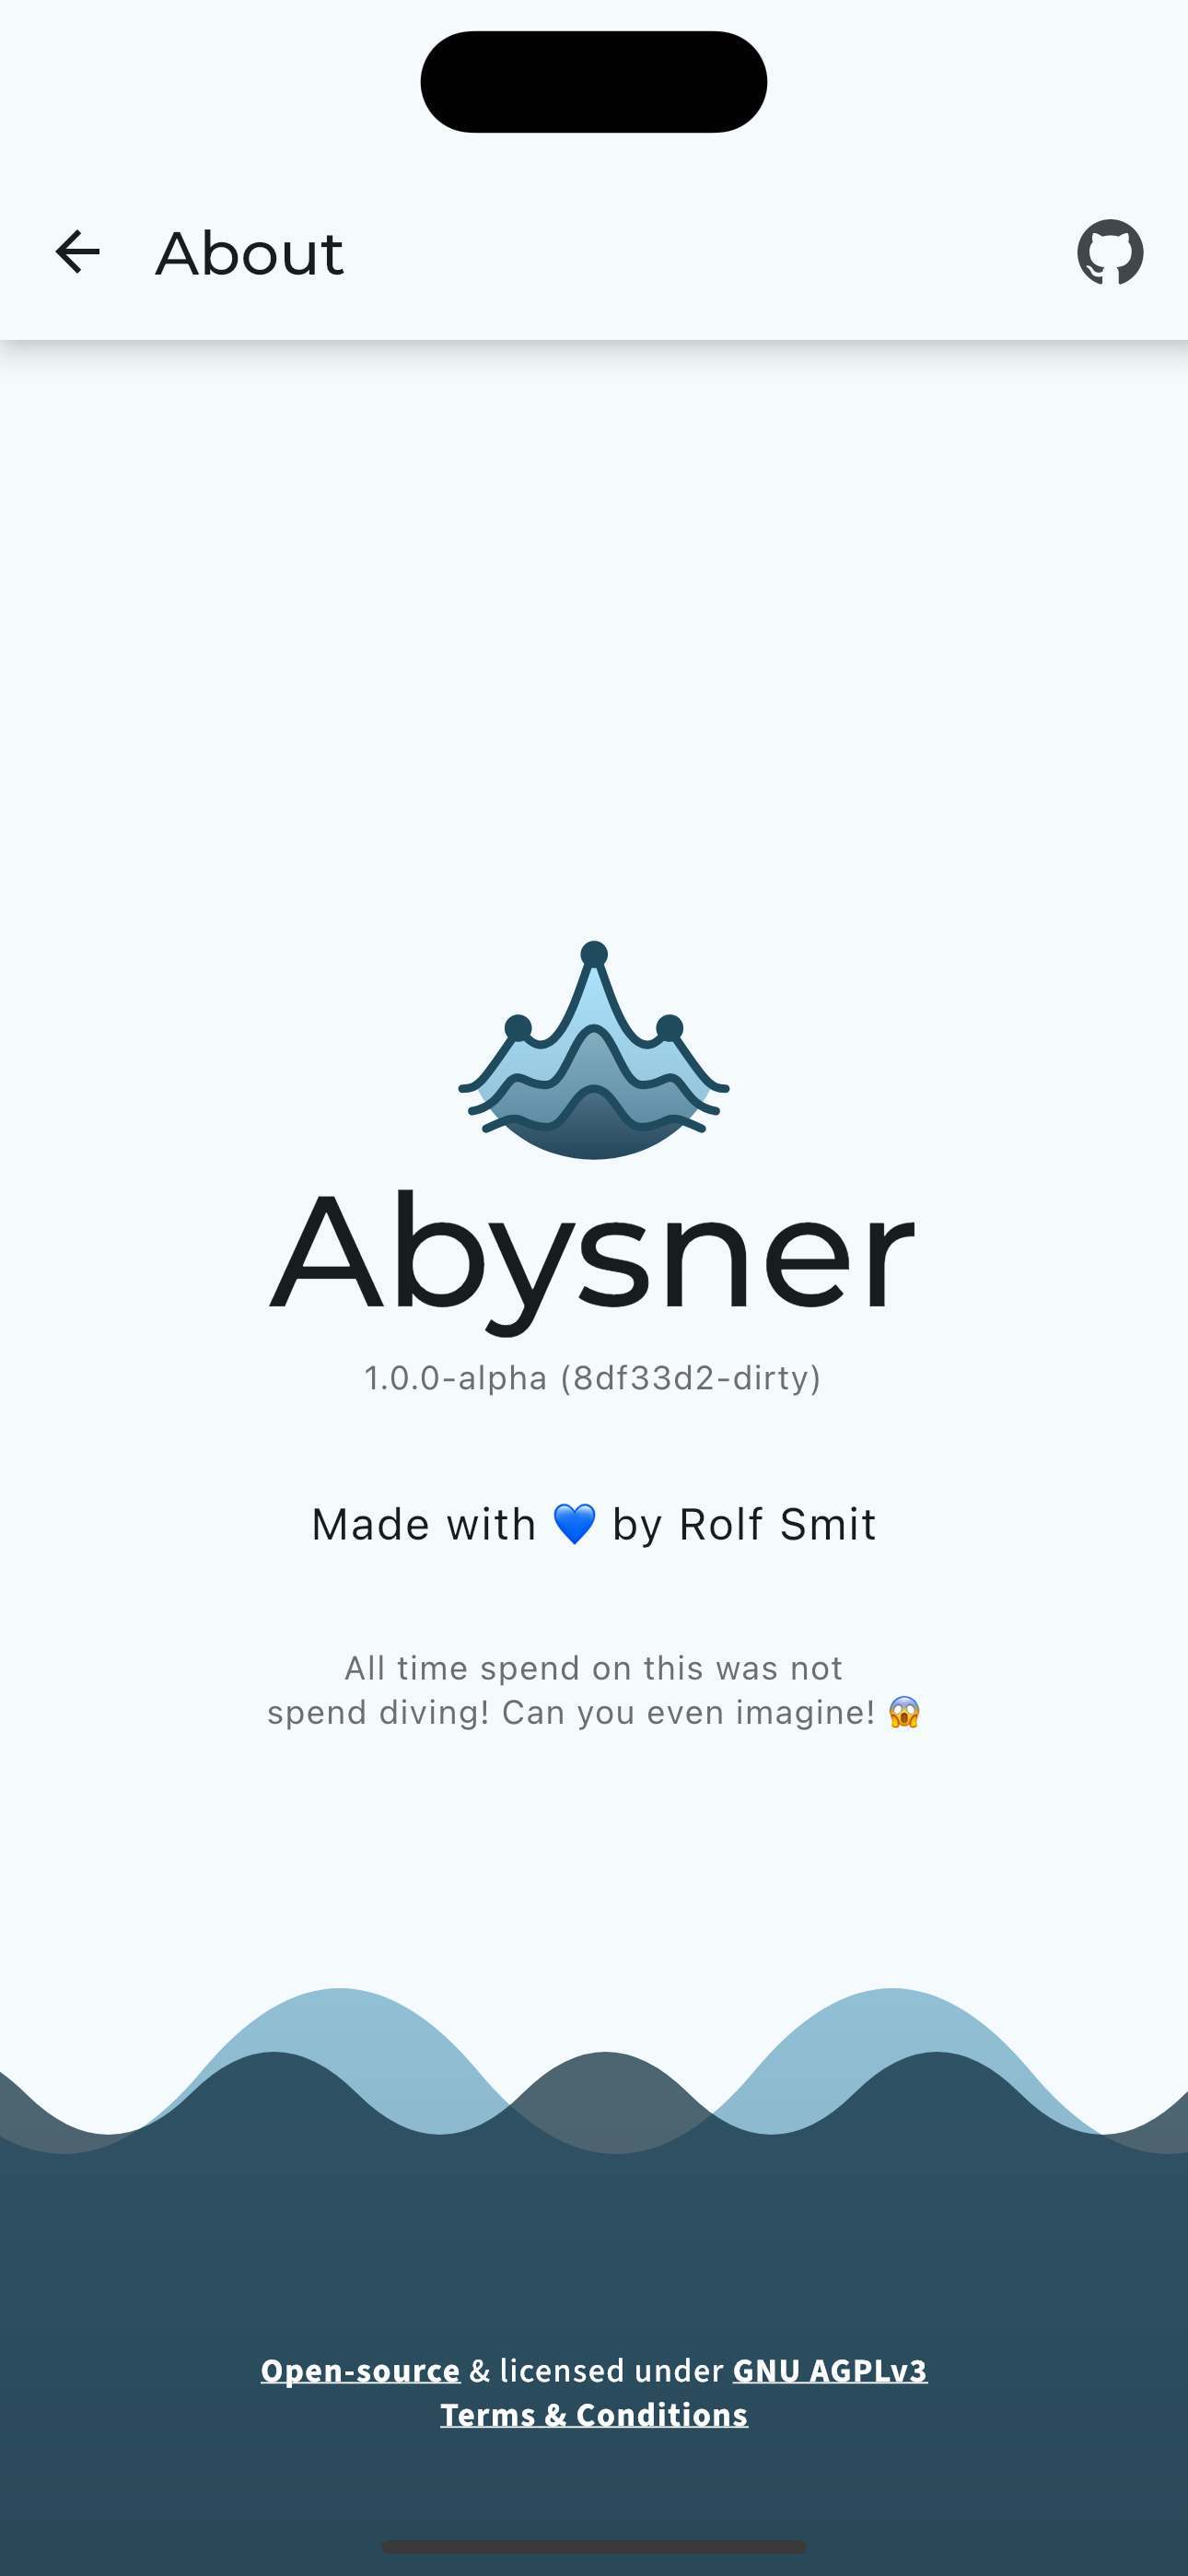 About
Abysner
1.0.0-alpha (8df33d2-dirty)
Made with 💙 by Rolf Smit
All time spend on this was not
spend diving! Can you even imagine! 😱
Open-source & licensed under GNU AGPLv3
Terms & Conditions